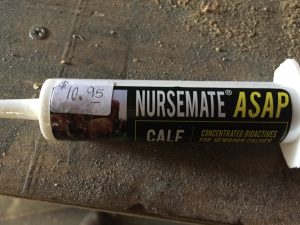 $10.95
NURSEMATE® ASAP
CALF CONCENTRATED BIOACTIVES
FOR NEWBORN CALVES